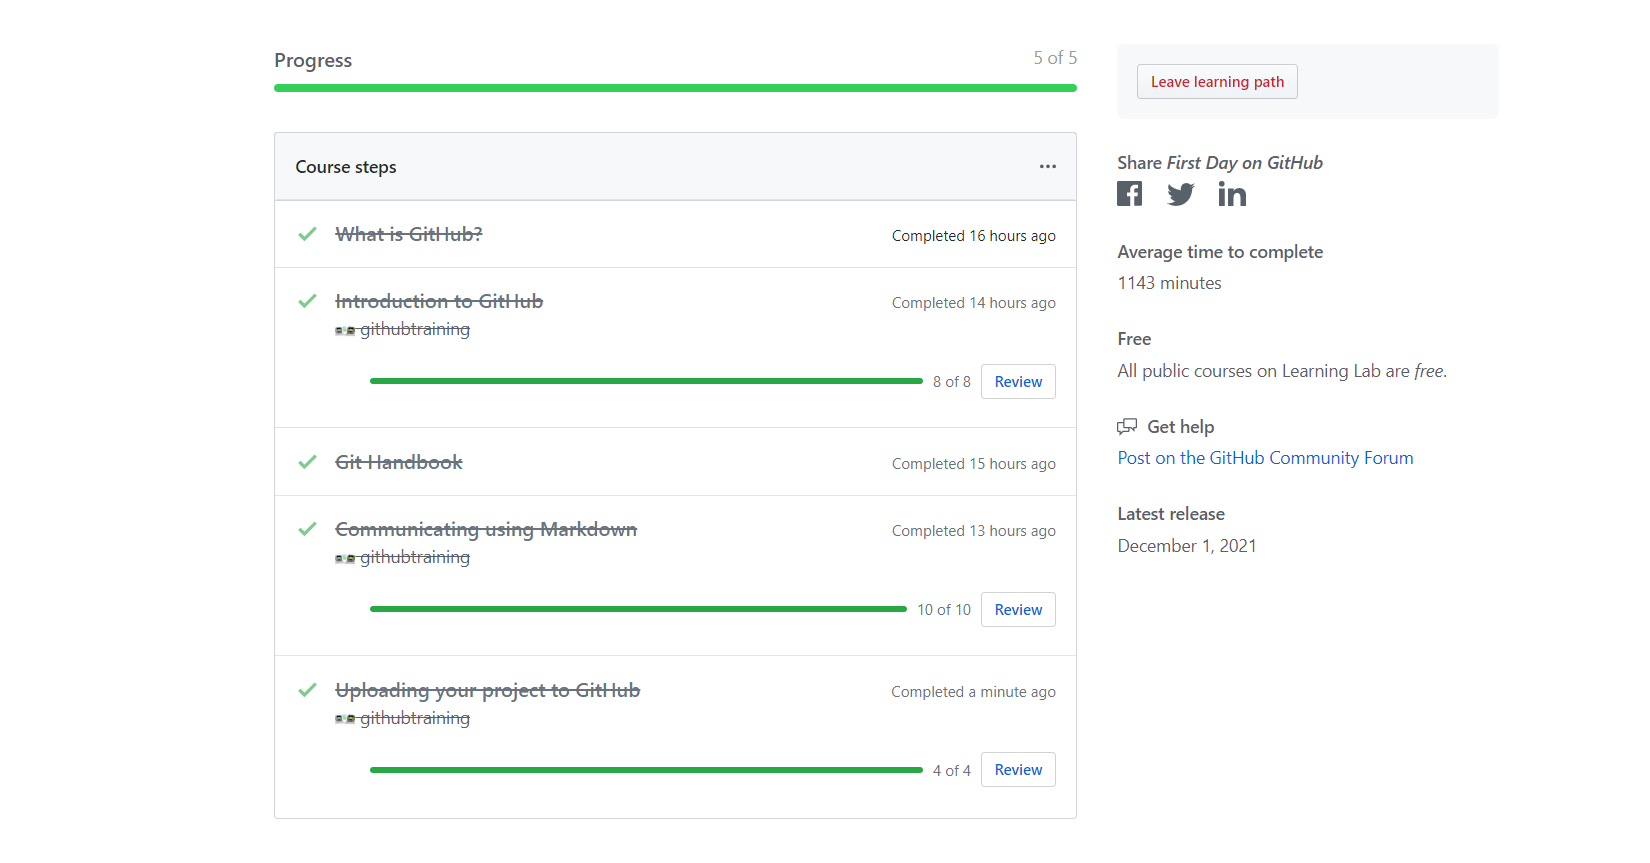 Progress
5 of 5
Course steps
What is GitHub?
Completed 16 hours ago
Introduction to GitHub
Completed 14 hours ago
githubtraining
8 of 8
Review
Git Handbook
Completed 15 hours ago
Communicating using Markdown
Completed 13 hours ago
githubtraining
10 of 10
Review
Uploading your project to GitHub
Completed a minute ago
githubtraining
4 of 4
Review
Leave learning path
Share First Day on GitHub
Average time to complete
1143 minutes
Free
All public courses on Learning Lab are free.
Get help
Post on the GitHub Community Forum
Latest release
December 1, 2021